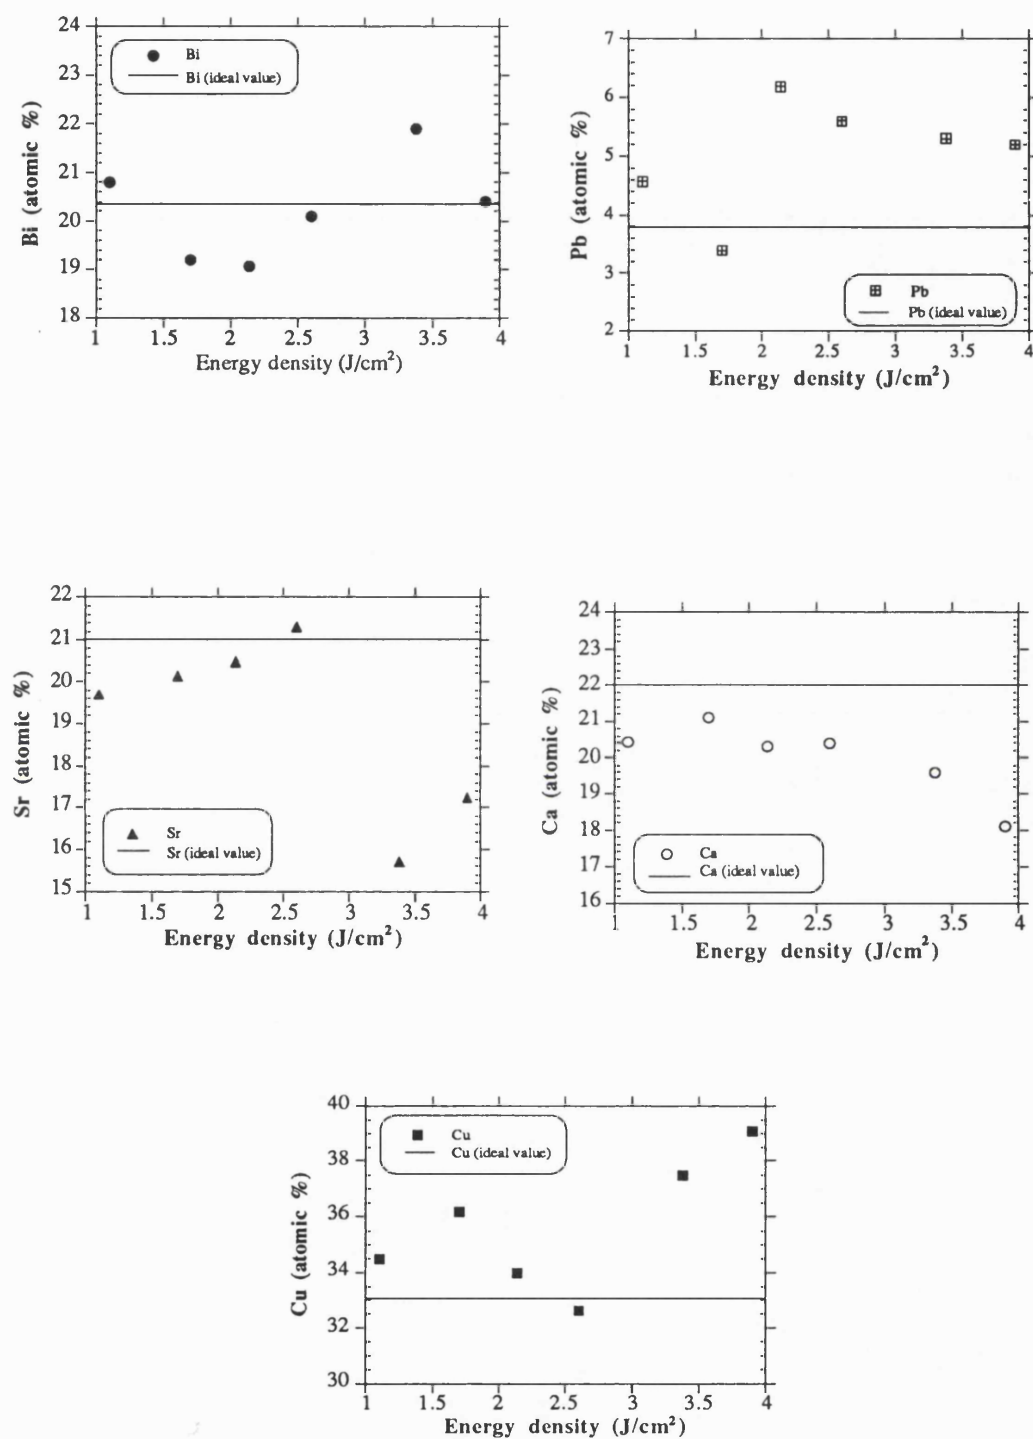 24
23
22
21
20
19
18
Bi (atomic %)
Bi
Bi (ideal value)
1 1.5 2 2.5 3 3.5 4
Energy density (J/cm²)
7
6
5
4
3
2
Pb (atomic %)
Pb
Pb (ideal value)
1 1.5 2 2.5 3 3.5 4
Energy density (J/cm²)
22
21
20
19
18
17
16
15
Sr (atomic %)
Sr
Sr (ideal value)
1 1.5 2 2.5 3 3.5 4
Energy density (J/cm²)
24
23
22
21
20
19
18
17
16
Ca (atomic %)
Ca
Ca (ideal value)
1 1.5 2 2.5 3 3.5 4
Energy density (J/cm²)
40
38
36
34
32
30
Cu (atomic %)
Cu
Cu (ideal value)
1 1.5 2 2.5 3 3.5 4
Energy density (J/cm²)